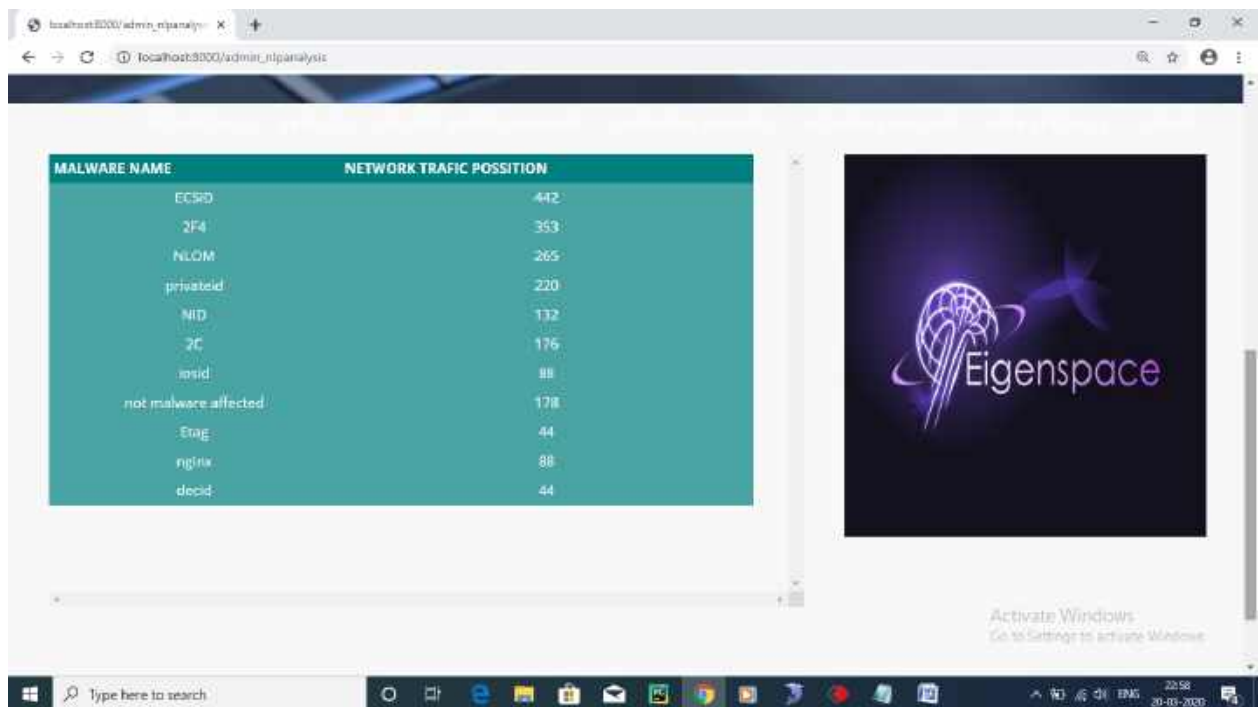 localhost:8000/admin_nlpanalysis
localhost:8000/admin_nlpanalysis
MALWARE NAME NETWORK TRAFIC POSSITION
ECSID 442
2F4 353
NLOM 265
privateid 220
NID 132
2C 176
iosid 88
not malware affected 178
Etag 44
nginx 88
decid 44
Eigenspace
Activate Windows
Go to Settings to activate Windows.
Type here to search
ENG
22:58
20-03-2020